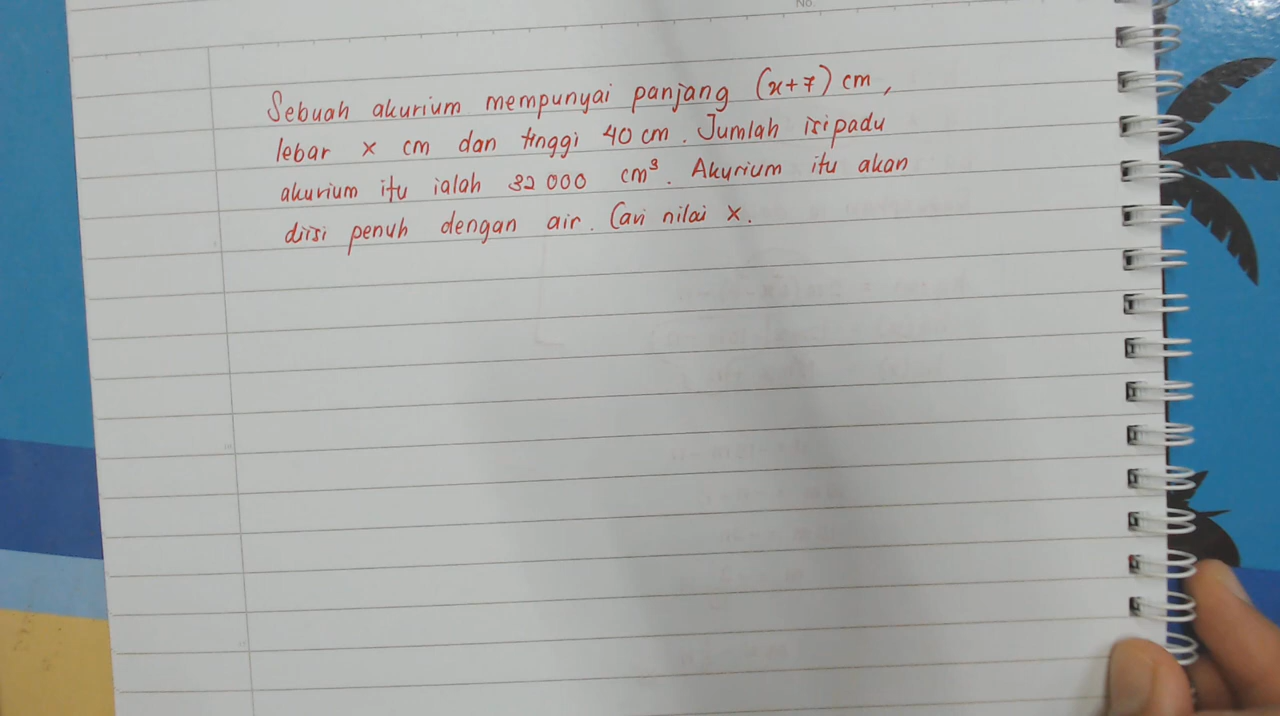 No.
Sebuah akurium mempunyai panjang (x+7) cm,
lebar x cm dan tinggi 40 cm. Jumlah isipadu
akurium itu ialah 32 000 cm³. Akurium itu akan
diisi penuh dengan air. Cari nilai x.